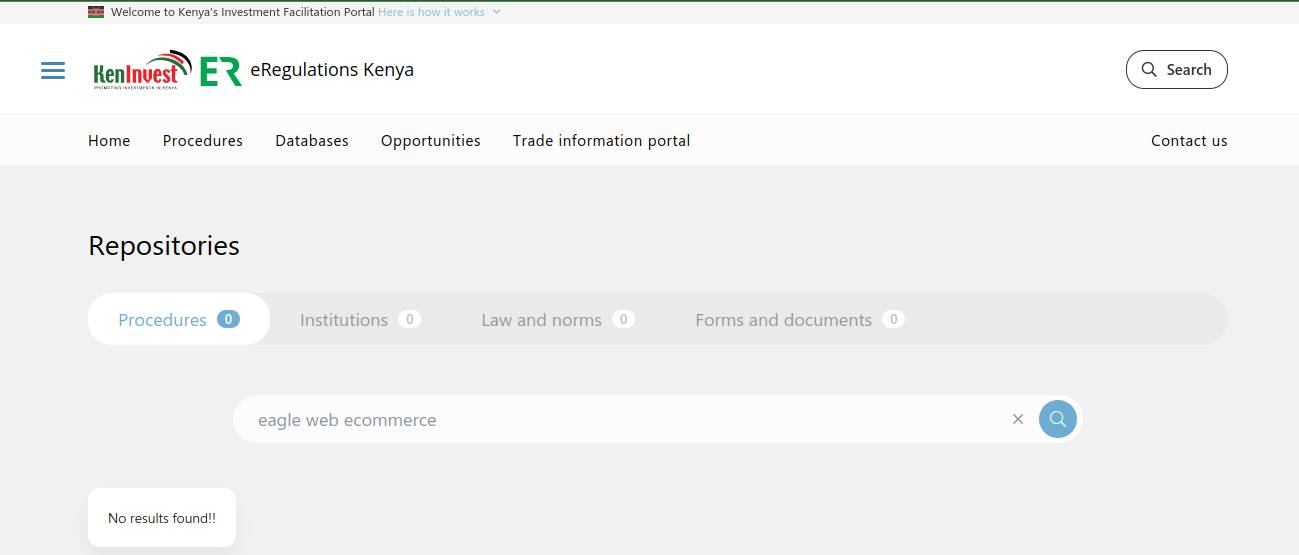 Welcome to Kenya's Investment Facilitation Portal Here is how it works
KenInvest
PROMOTING INVESTMENTS IN KENYA
ER eRegulations Kenya
Search
Home Procedures Databases Opportunities Trade information portal Contact us
Repositories
Procedures 0 Institutions 0 Law and norms 0 Forms and documents 0
eagle web ecommerce
No results found!!